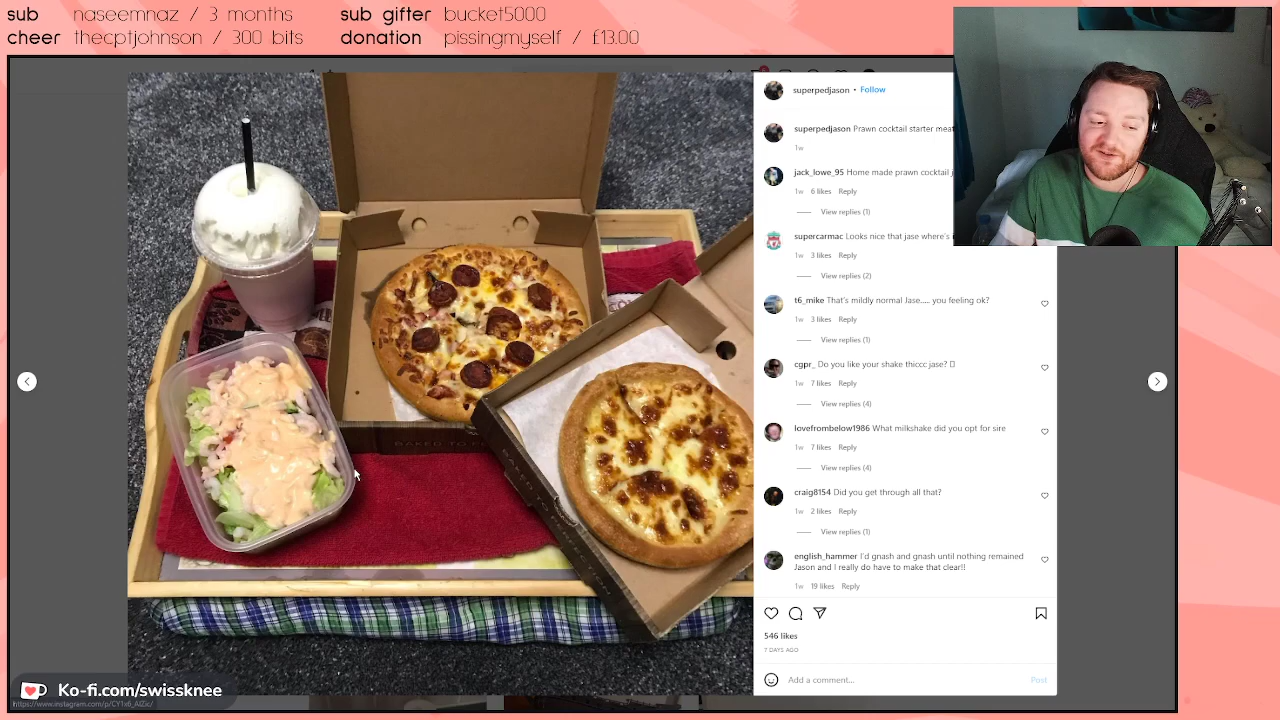 sub
sub gifter bucket5000
cheer thecptjohnson / 300 bits
donation pissingmyself / £13.00
superpedjason • Follow
superpedjason Prawn cocktail starter
1w
jack_lowe_95 Home made prawn cocktail
1w 6 likes Reply
View replies (1)
supercarmac Looks nice that jase where's
1w 3 likes Reply
View replies (2)
t6_mike That's mildly normal Jase..... you feeling ok?
1w 3 likes Reply
View replies (1)
cgpr_ Do you like your shake thiccc jase?
1w 7 likes Reply
View replies (4)
lovefrombelow1986 What milkshake did you opt for sire
1w 7 likes Reply
View replies (4)
craig8154 Did you get through all that?
1w 2 likes Reply
View replies (1)
english_hammer I'd gnash and gnash until nothing remained
Jason and I really do have to make that clear!!
1w 19 likes Reply
546 likes
7 DAYS AGO
Add a comment...
Post
BAKED TO
Ko-fi.com/swissknee